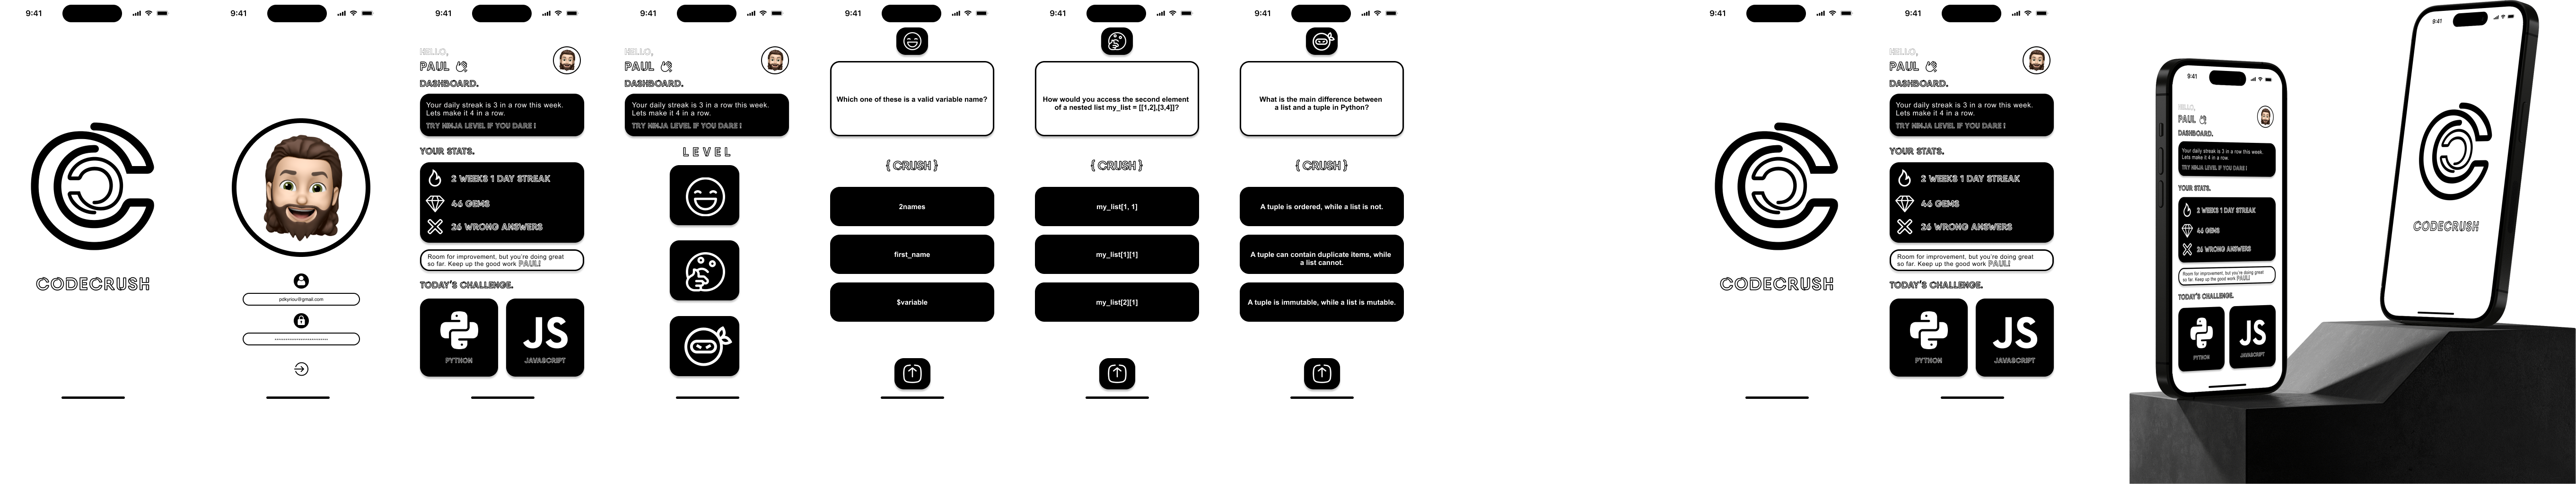 9:41
CODECRUSH
9:41
pdkyriou@gmail.com
9:41
HELLO,
PAUL
DASHBOARD.
Your daily streak is 3 in a row this week.
Lets make it 4 in a row.
TRY NINJA LEVEL IF YOU DARE !
YOUR STATS.
2 WEEKS 1 DAY STREAK
46 GEMS
26 WRONG ANSWERS
Room for improvement, but you're doing great
so far. Keep up the good work PAUL!
TODAY'S CHALLENGE.
JS
PYTHON
JAVASCRIPT
9:41
HELLO,
PAUL
DASHBOARD.
Your daily streak is 3 in a row this week.
Lets make it 4 in a row.
TRY NINJA LEVEL IF YOU DARE !
LEVEL
9:41
Which one of these is a valid variable name?
{ CRUSH }
2names
first_name
$variable
9:41
How would you access the second element
of a nested list my_list = [[1,2],[3,4]]?
{ CRUSH }
my_list[1, 1]
my_list[1][1]
my_list[2][1]
9:41
What is the main difference between
a list and a tuple in Python?
{ CRUSH }
A tuple is ordered, while a list is not.
A tuple can contain duplicate items, while
a list cannot.
A tuple is immutable, while a list is mutable.
9:41
CODECRUSH
9:41
HELLO,
PAUL
DASHBOARD.
Your daily streak is 3 in a row this week.
Lets make it 4 in a row.
TRY NINJA LEVEL IF YOU DARE !
YOUR STATS.
2 WEEKS 1 DAY STREAK
46 GEMS
26 WRONG ANSWERS
Room for improvement, but you're doing great
so far. Keep up the good work PAUL!
TODAY'S CHALLENGE.
JS
PYTHON
JAVASCRIPT
9:41
HELLO,
PAUL
DASHBOARD.
Your daily streak is 3 in a row this week.
Lets make it 4 in a row.
TRY NINJA LEVEL IF YOU DARE !
YOUR STATS.
2 WEEKS 1 DAY STREAK
46 GEMS
26 WRONG ANSWERS
Room for improvement, but you're doing great
so far. Keep up the good work PAUL!
TODAY'S CHALLENGE.
JS
PYTHON
JAVASCRIPT
9:41
CODECRUSH